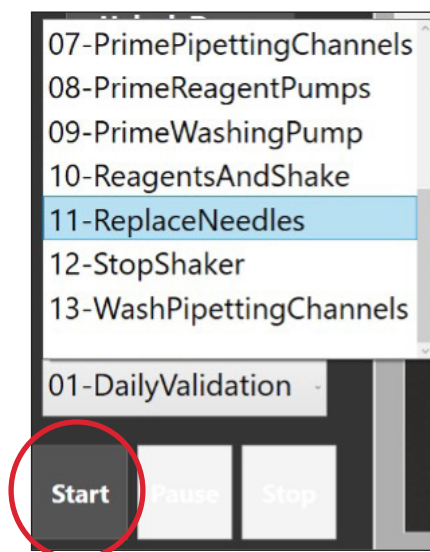 07-PrimePipettingChannels
08-PrimeReagentPumps
09-PrimeWashingPump
10-ReagentsAndShake
11-ReplaceNeedles
12-StopShaker
13-WashPipettingChannels
01-DailyValidation
Start Pause Stop